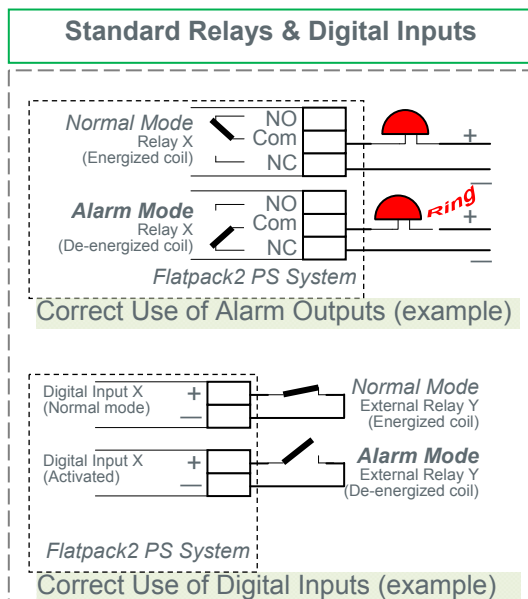 Standard Relays & Digital Inputs
Normal Mode
Relay X
(Energized coil)
NO
Com
NC
+
—
Alarm Mode
Relay X
(De-energized coil)
NO
Com
NC
Ring
+
—
Flatpack2 PS System
Correct Use of Alarm Outputs (example)
Digital Input X
(Normal mode)
+
—
Normal Mode
External Relay Y
(Energized coil)
Digital Input X
(Activated)
+
—
Alarm Mode
External Relay Y
(De-energized coil)
Flatpack2 PS System
Correct Use of Digital Inputs (example)